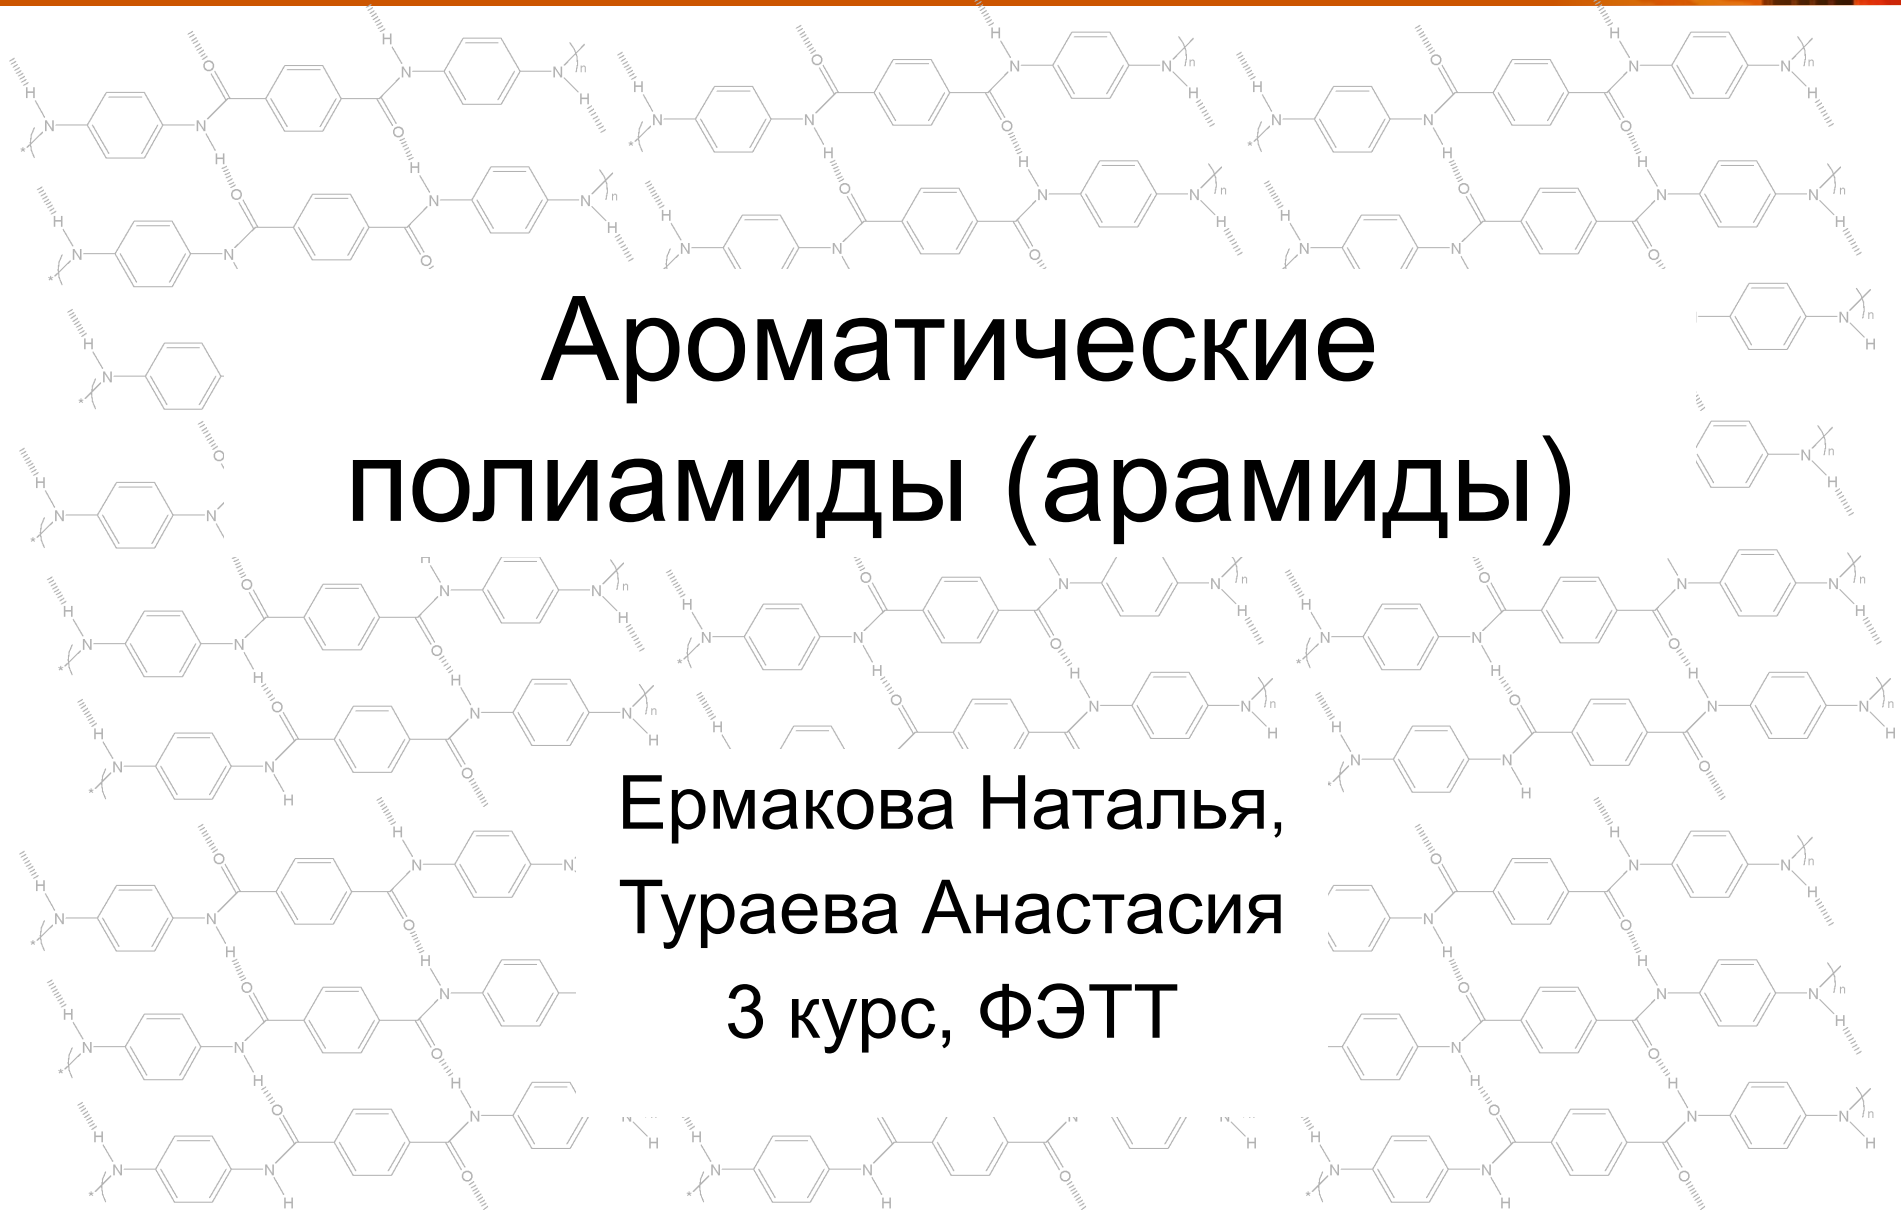 Ароматические
полиамиды (арамиды)
Ермакова Наталья,
Тураева Анастасия
3 курс, ФЭТТ